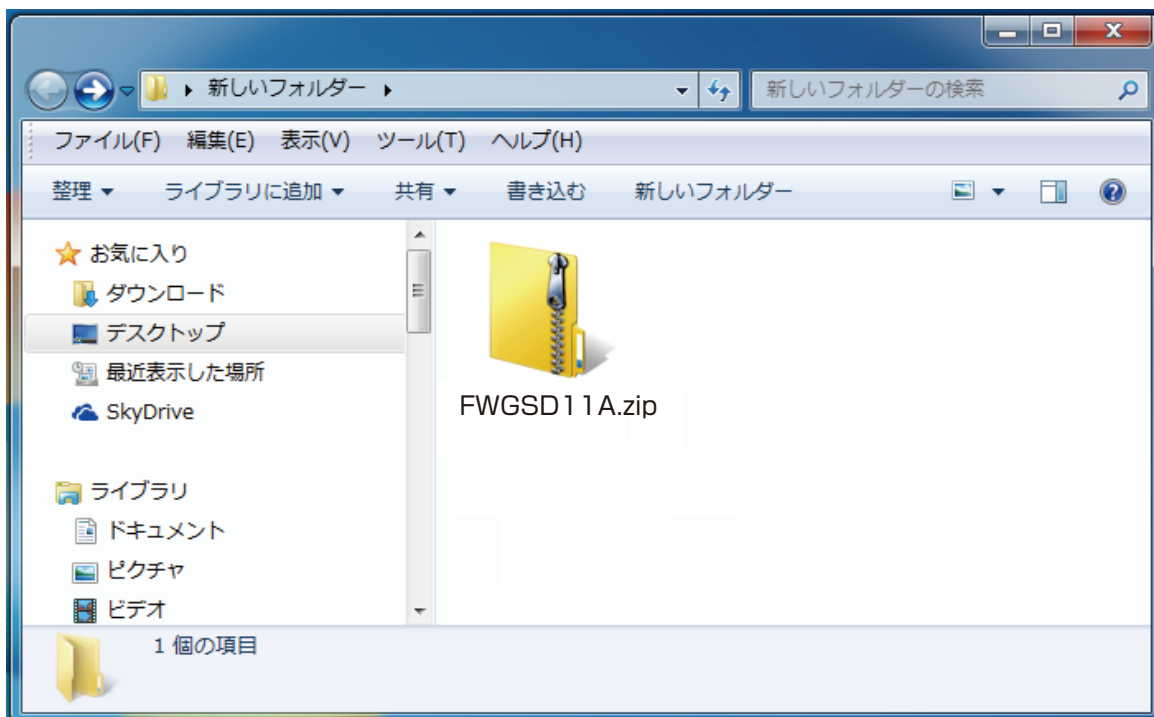 新しいフォルダー
新しいフォルダーの検索
ファイル(F) 編集(E) 表示(V) ツール(T) ヘルプ(H)
整理 ライブラリに追加 共有 書き込む 新しいフォルダー
お気に入り
ダウンロード
デスクトップ
最近表示した場所
SkyDrive
ライブラリ
ドキュメント
ピクチャ
ビデオ
FWGSD11A.zip
1 個の項目